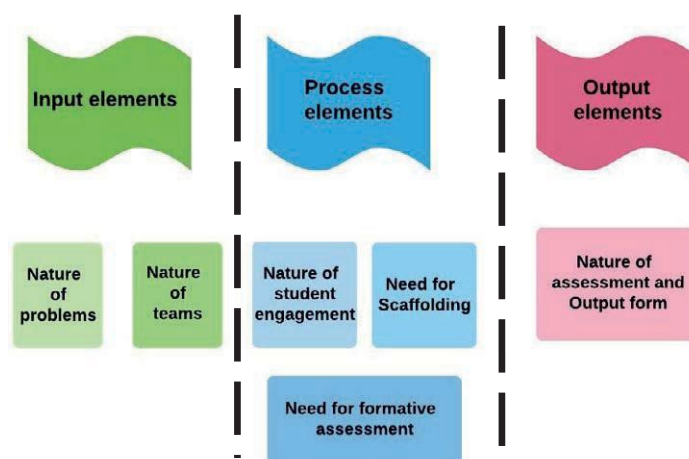 Input elements
Process
elements
Output
elements
Nature
of
problems
Nature
of
teams
Nature of
student
engagement
Need for
Scaffolding
Nature of
assessment and
Output form
Need for formative
assessment